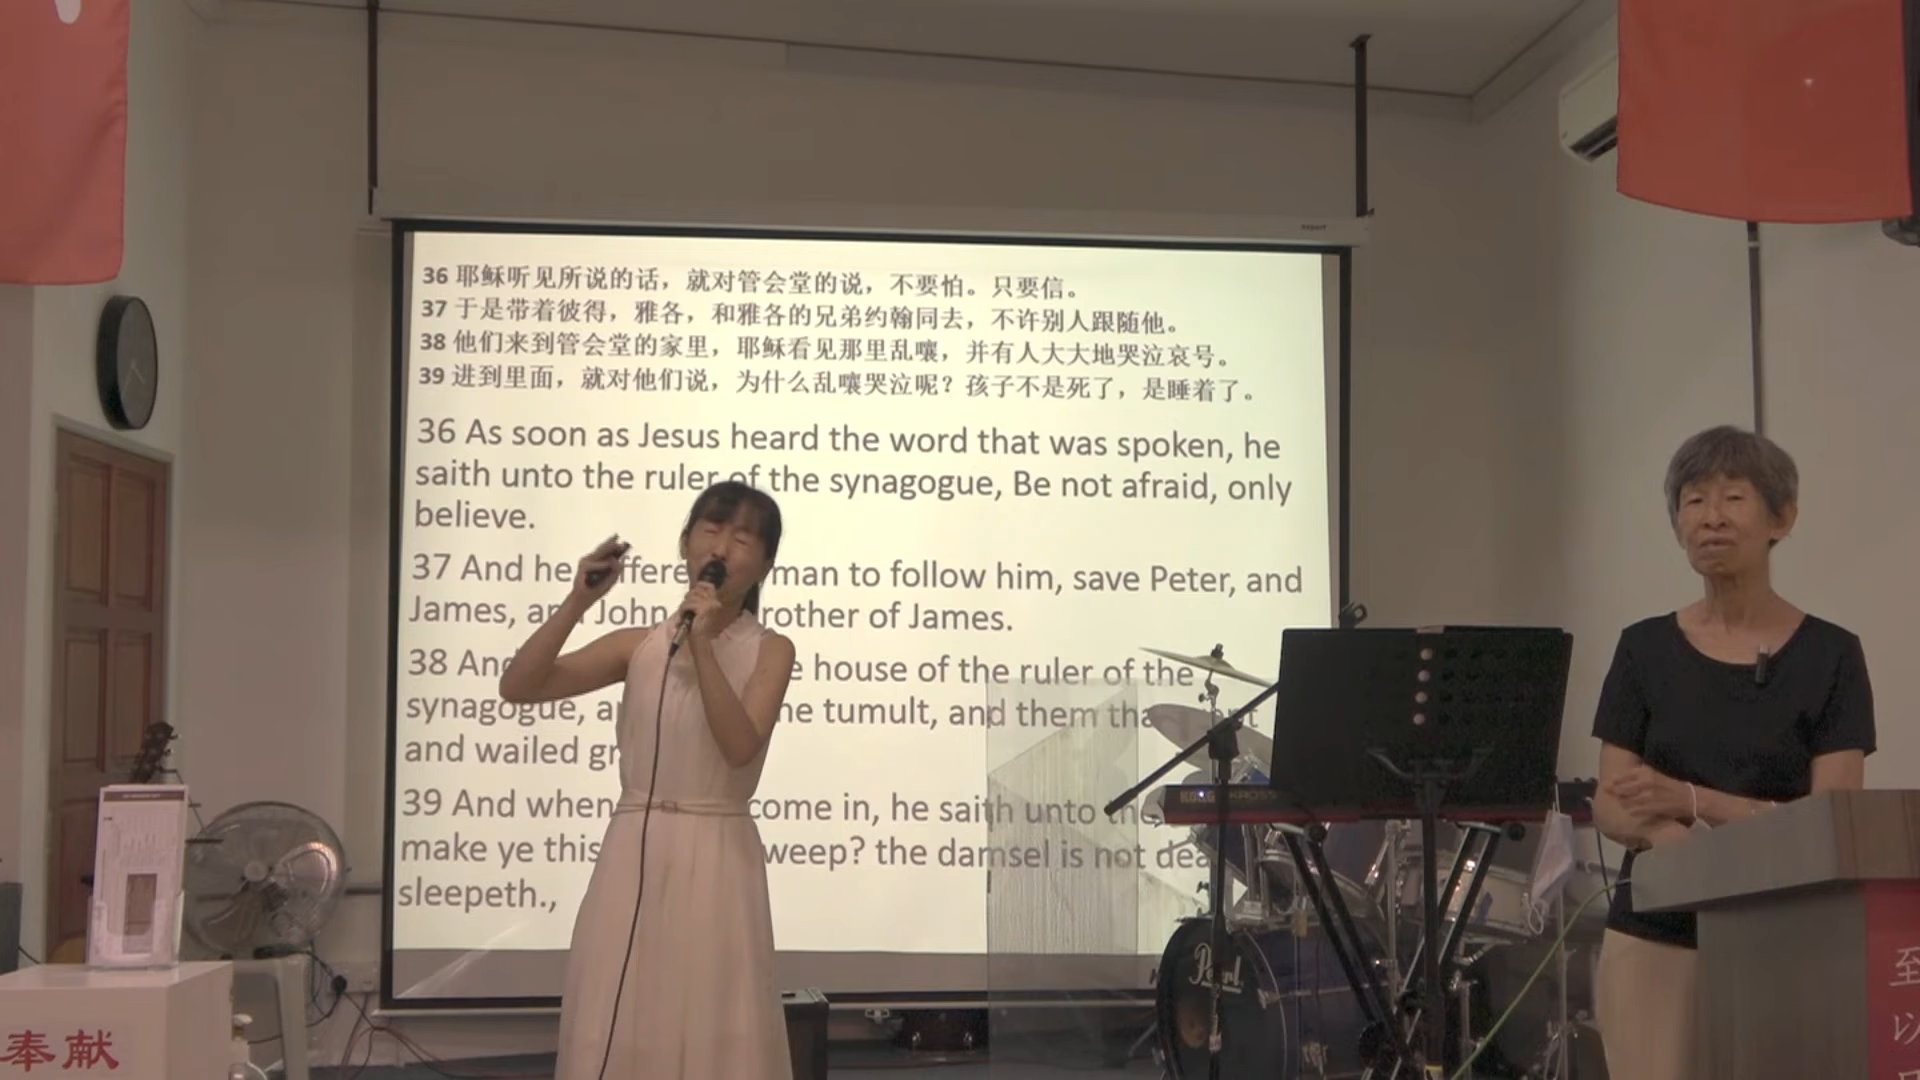 36 耶稣听见所说的话，就对管会堂的说，不要怕。只要信。
37 于是带着彼得，雅各，和雅各的兄弟约翰同去，不许别人跟随他。
38 他们来到管会堂的家里，耶稣看见那里乱嚷，并有人大大地哭泣哀号。
39 进到里面，就对他们说，为什么乱嚷哭泣呢？孩子不是死了，是睡着了。
36 As soon as Jesus heard the word that was spoken, he
saith unto the ruler of the synagogue, Be not afraid, only
believe.
37 And he man to follow him, save Peter, and
James, John rother of James.
38 And house of the ruler of the
synagogue, tumult, and them
and wailed
39 And when come in, he saith unto
make ye this weep? the damsel is not dea
sleepeth.,
KORG KROSS
Pearl
奉献
至
以